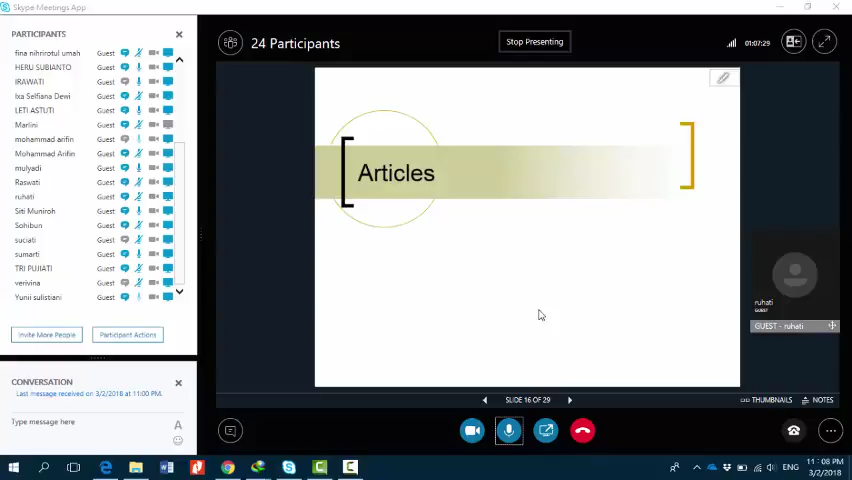 Skype Meetings App
PARTICIPANTS
fina nihrirotul umah Guest
HERU SUBIANTO Guest
IRAWATI Guest
Ixa Selfiana Dewi Guest
LETI ASTUTI Guest
Marlini Guest
mohammad arifin Guest
Mohammad Arifin Guest
mulyadi Guest
Raswati Guest
ruhati Guest
Siti Muniroh Guest
Sohibun Guest
suciati Guest
sumarti Guest
TRI PUJIATI Guest
verivina Guest
Yunii sulistiani Guest
Invite More People
Participant Actions
CONVERSATION
Last message received on 3/2/2018 at 11:00 PM.
Type message here
A
24 Participants
Stop Presenting
01:07:29
Articles
ruhati
GUEST
GUEST - ruhati
SLIDE 16 OF 29
THUMBNAILS
NOTES
ENG
11:08 PM
3/2/2018